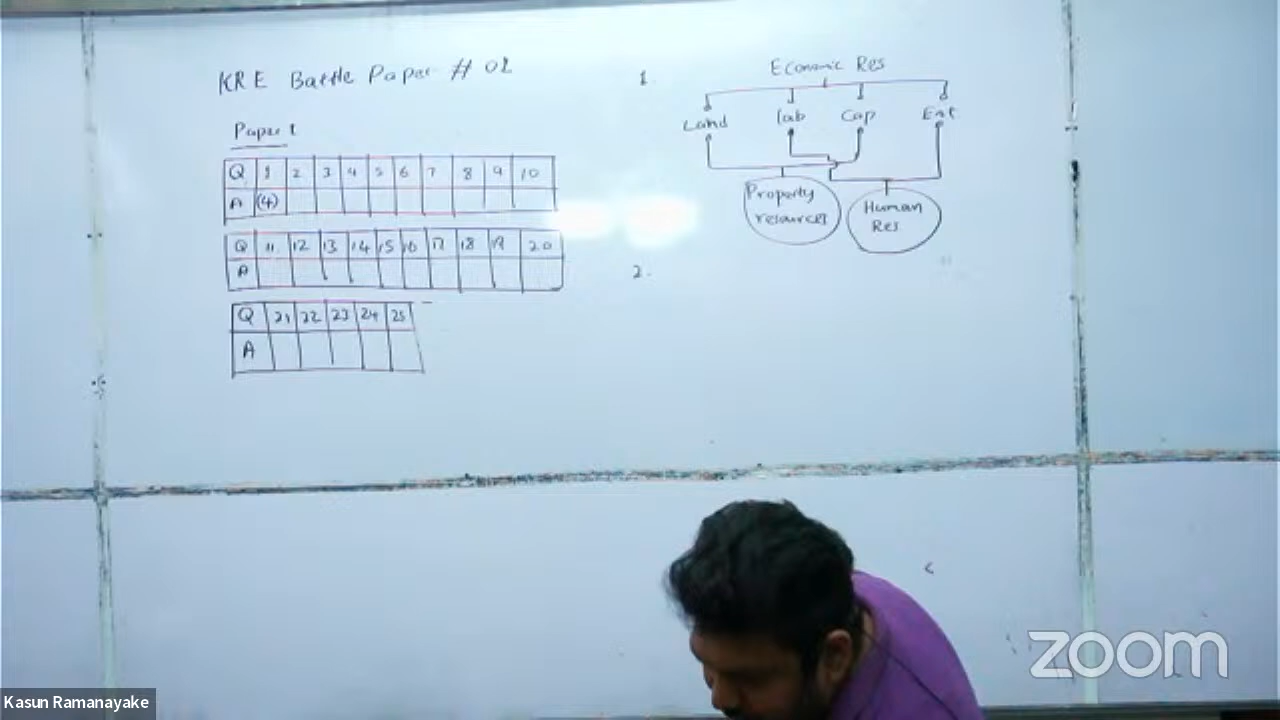 KRE Battle Paper # 02
Paper 1
Q 1 2 3 4 5 6 7 8 9 10
A (4)
Q 11 12 13 14 15 16 17 18 19 20
A
Q 21 22 23 24 25
A
1.
Economic Res
Land lab Cap Ent
Property resources
Human Res
2.
Kasun Ramanayake
zoom